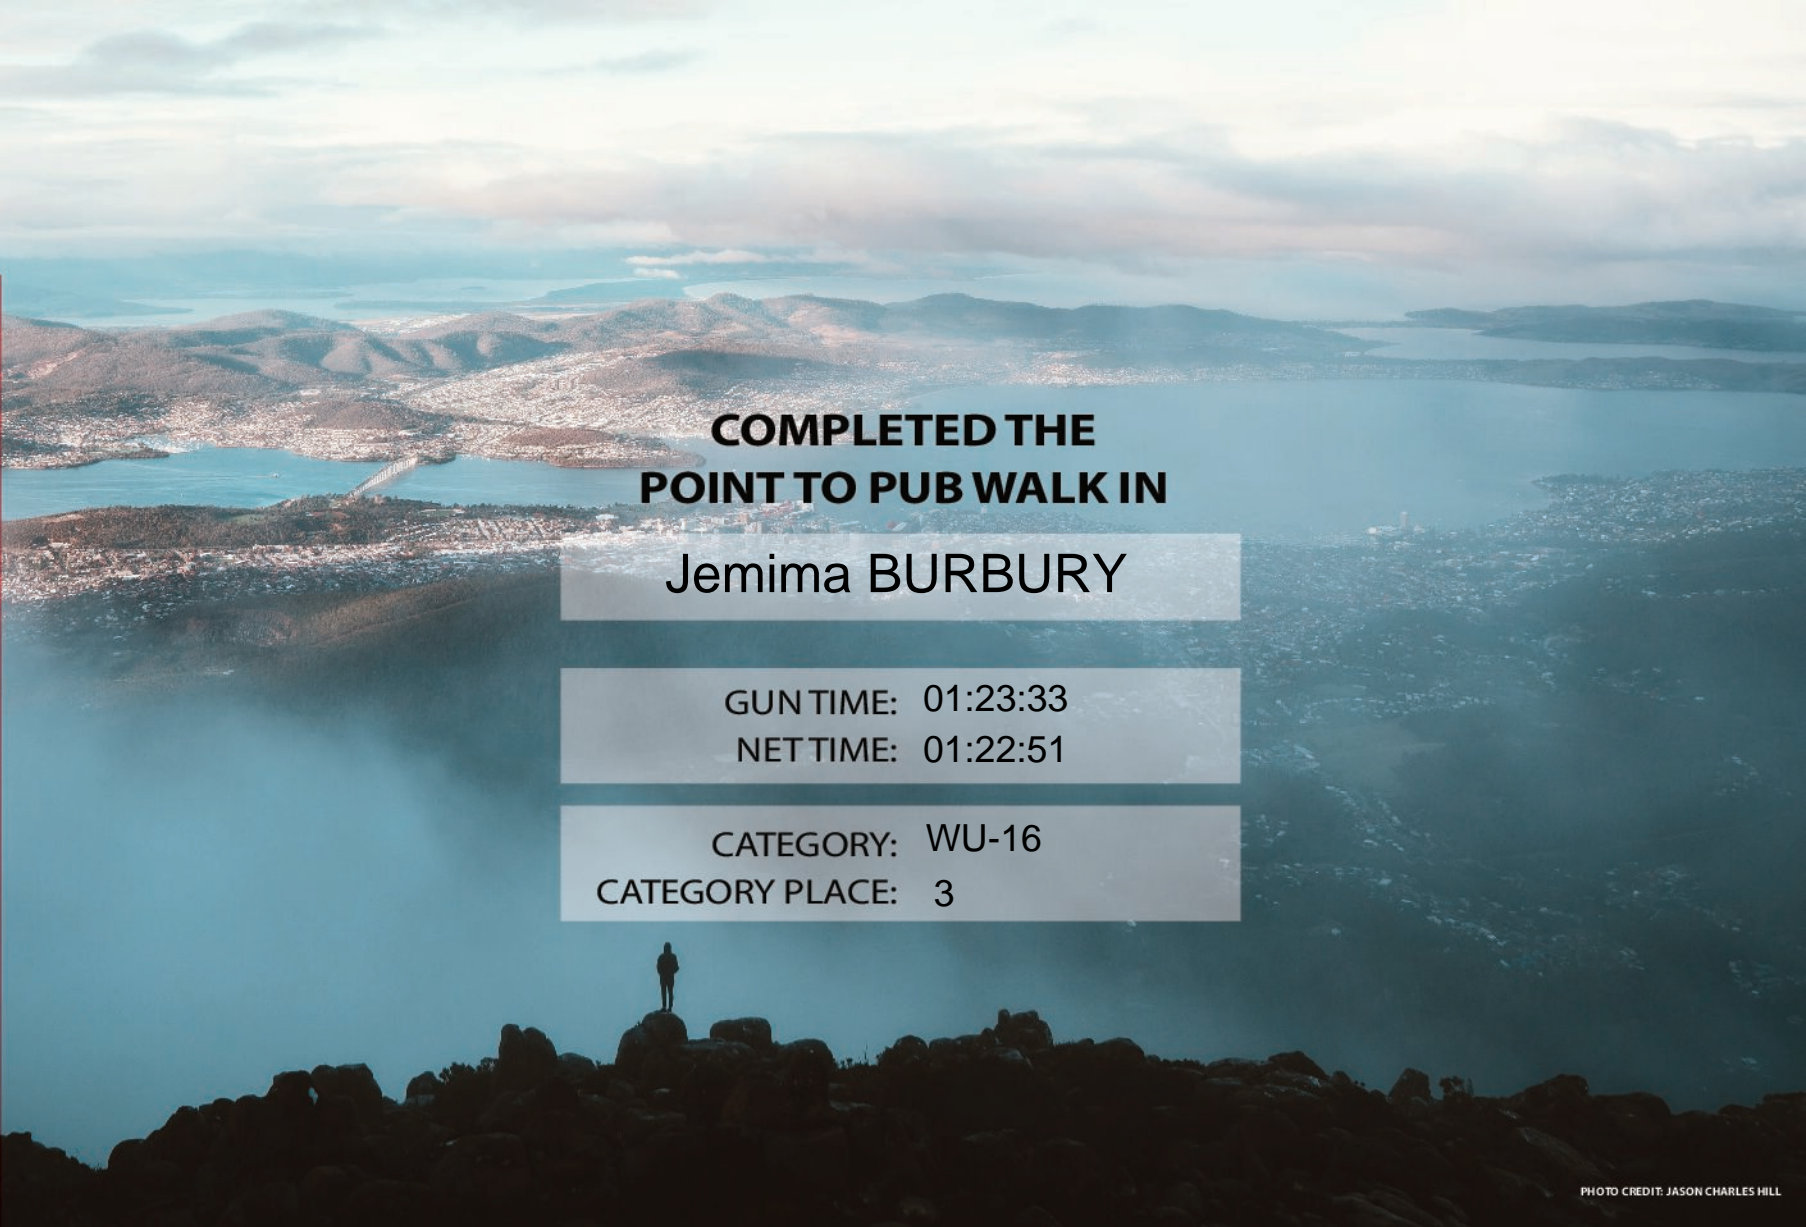 COMPLETED THE
POINT TO PUB WALK IN
Jemima BURBURY
GUN TIME: 01:23:33
NET TIME: 01:22:51
CATEGORY: WU-16
CATEGORY PLACE: 3
PHOTO CREDIT: JASON CHARLES HILL